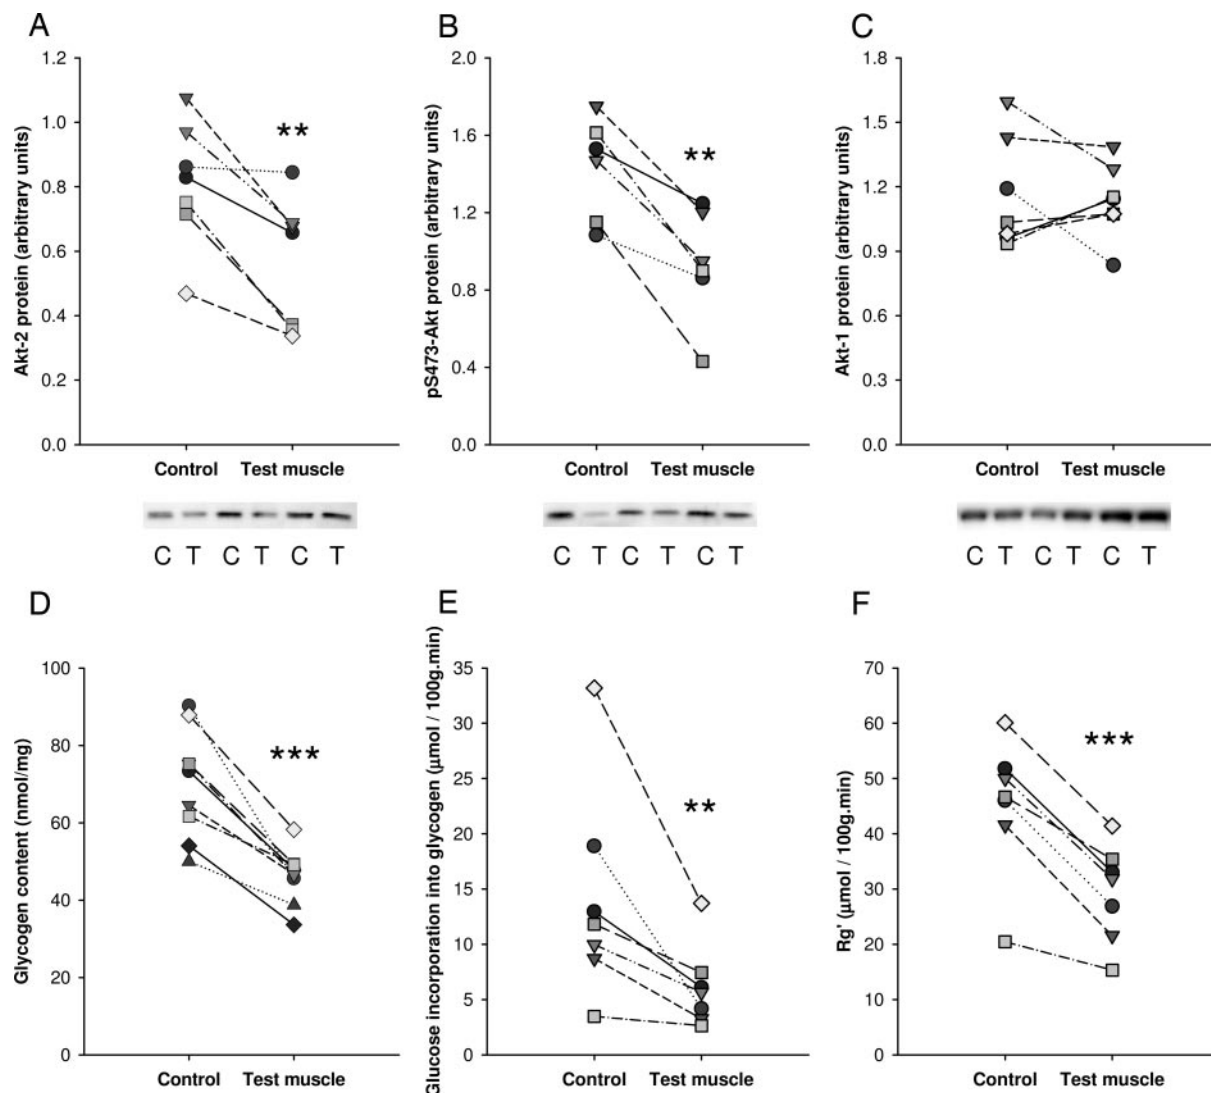 A
B
C
1.2
1.0
0.8
0.6
0.4
0.2
0.0
Akt-2 protein (arbitrary units)
**
Control Test muscle
C T C T C T
2.0
1.6
1.2
0.8
0.4
0.0
pS473-Akt protein (arbitrary units)
**
Control Test muscle
C T C T C T
1.8
1.5
1.2
0.9
0.6
0.3
0.0
Akt-1 protein (arbitrary units)
Control Test muscle
C T C T C T
D
E
F
100
80
60
40
20
0
Glycogen content (nmol/mg)
***
Control Test muscle
35
30
25
20
15
10
5
0
Glucose incorporation into glycogen (μmol / 100g.min)
**
Control Test muscle
70
60
50
40
30
20
10
0
Rg' (μmol / 100g.min)
***
Control Test muscle